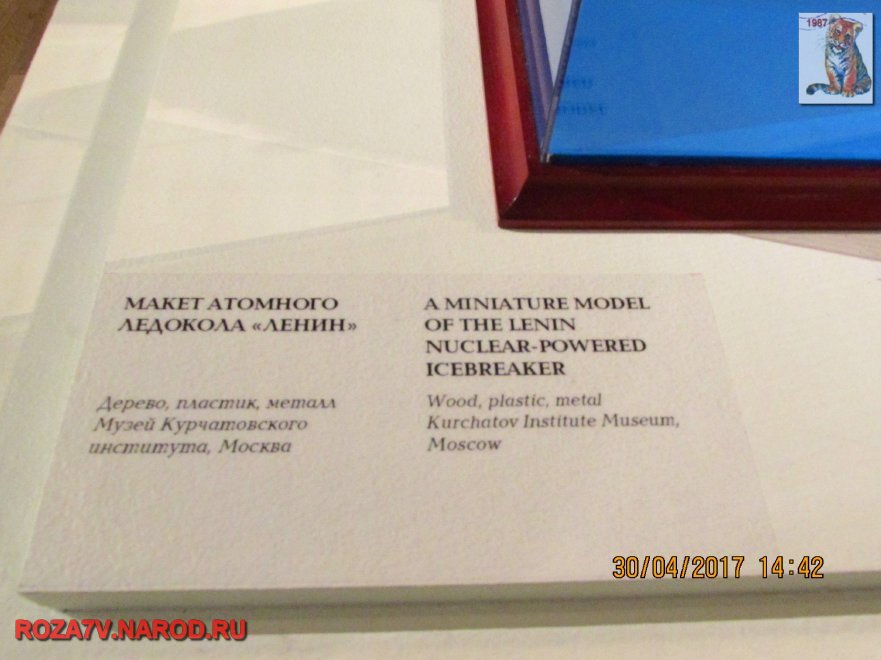 1987
МАКЕТ АТОМНОГО
ЛЕДОКОЛА «ЛЕНИН»
Дерево, пластик, металл
Музей Курчатовского
института, Москва
A MINIATURE MODEL
OF THE LENIN
NUCLEAR-POWERED
ICEBREAKER
Wood, plastic, metal
Kurchatov Institute Museum,
Moscow
30/04/2017 14:42
ROZA7V.NAROD.RU